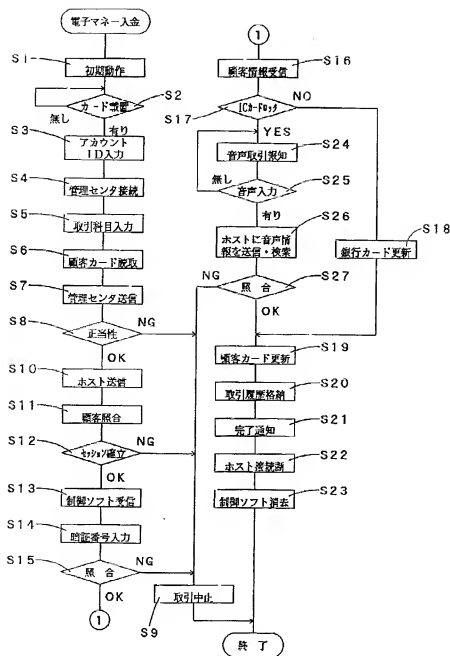 電子マネー入金
S1
初期動作
S2
カード載置
無し
有り
S3
アカウント
ID入力
S4
管理センタ接続
S5
取引科目入力
S6
顧客カード読取
S7
管理センタ送信
S8
正当性
NG
OK
S10
ホスト送信
S11
顧客照合
S12
セッション確立
NG
OK
S13
制御ソフト受信
S14
暗証番号入力
S15
照合
NG
OK
1
S9
取引中止
1
S16
顧客情報受信
S17
ICカードロック
NO
YES
S24
音声取引報知
S25
音声入力
無し
有り
S26
ホストに音声情
報を送信・検索
S27
照合
NG
OK
S18
銀行カード更新
S19
顧客カード更新
S20
取引履歴格納
S21
完了通知
S22
ホスト接続断
S23
制御ソフト消去
終了